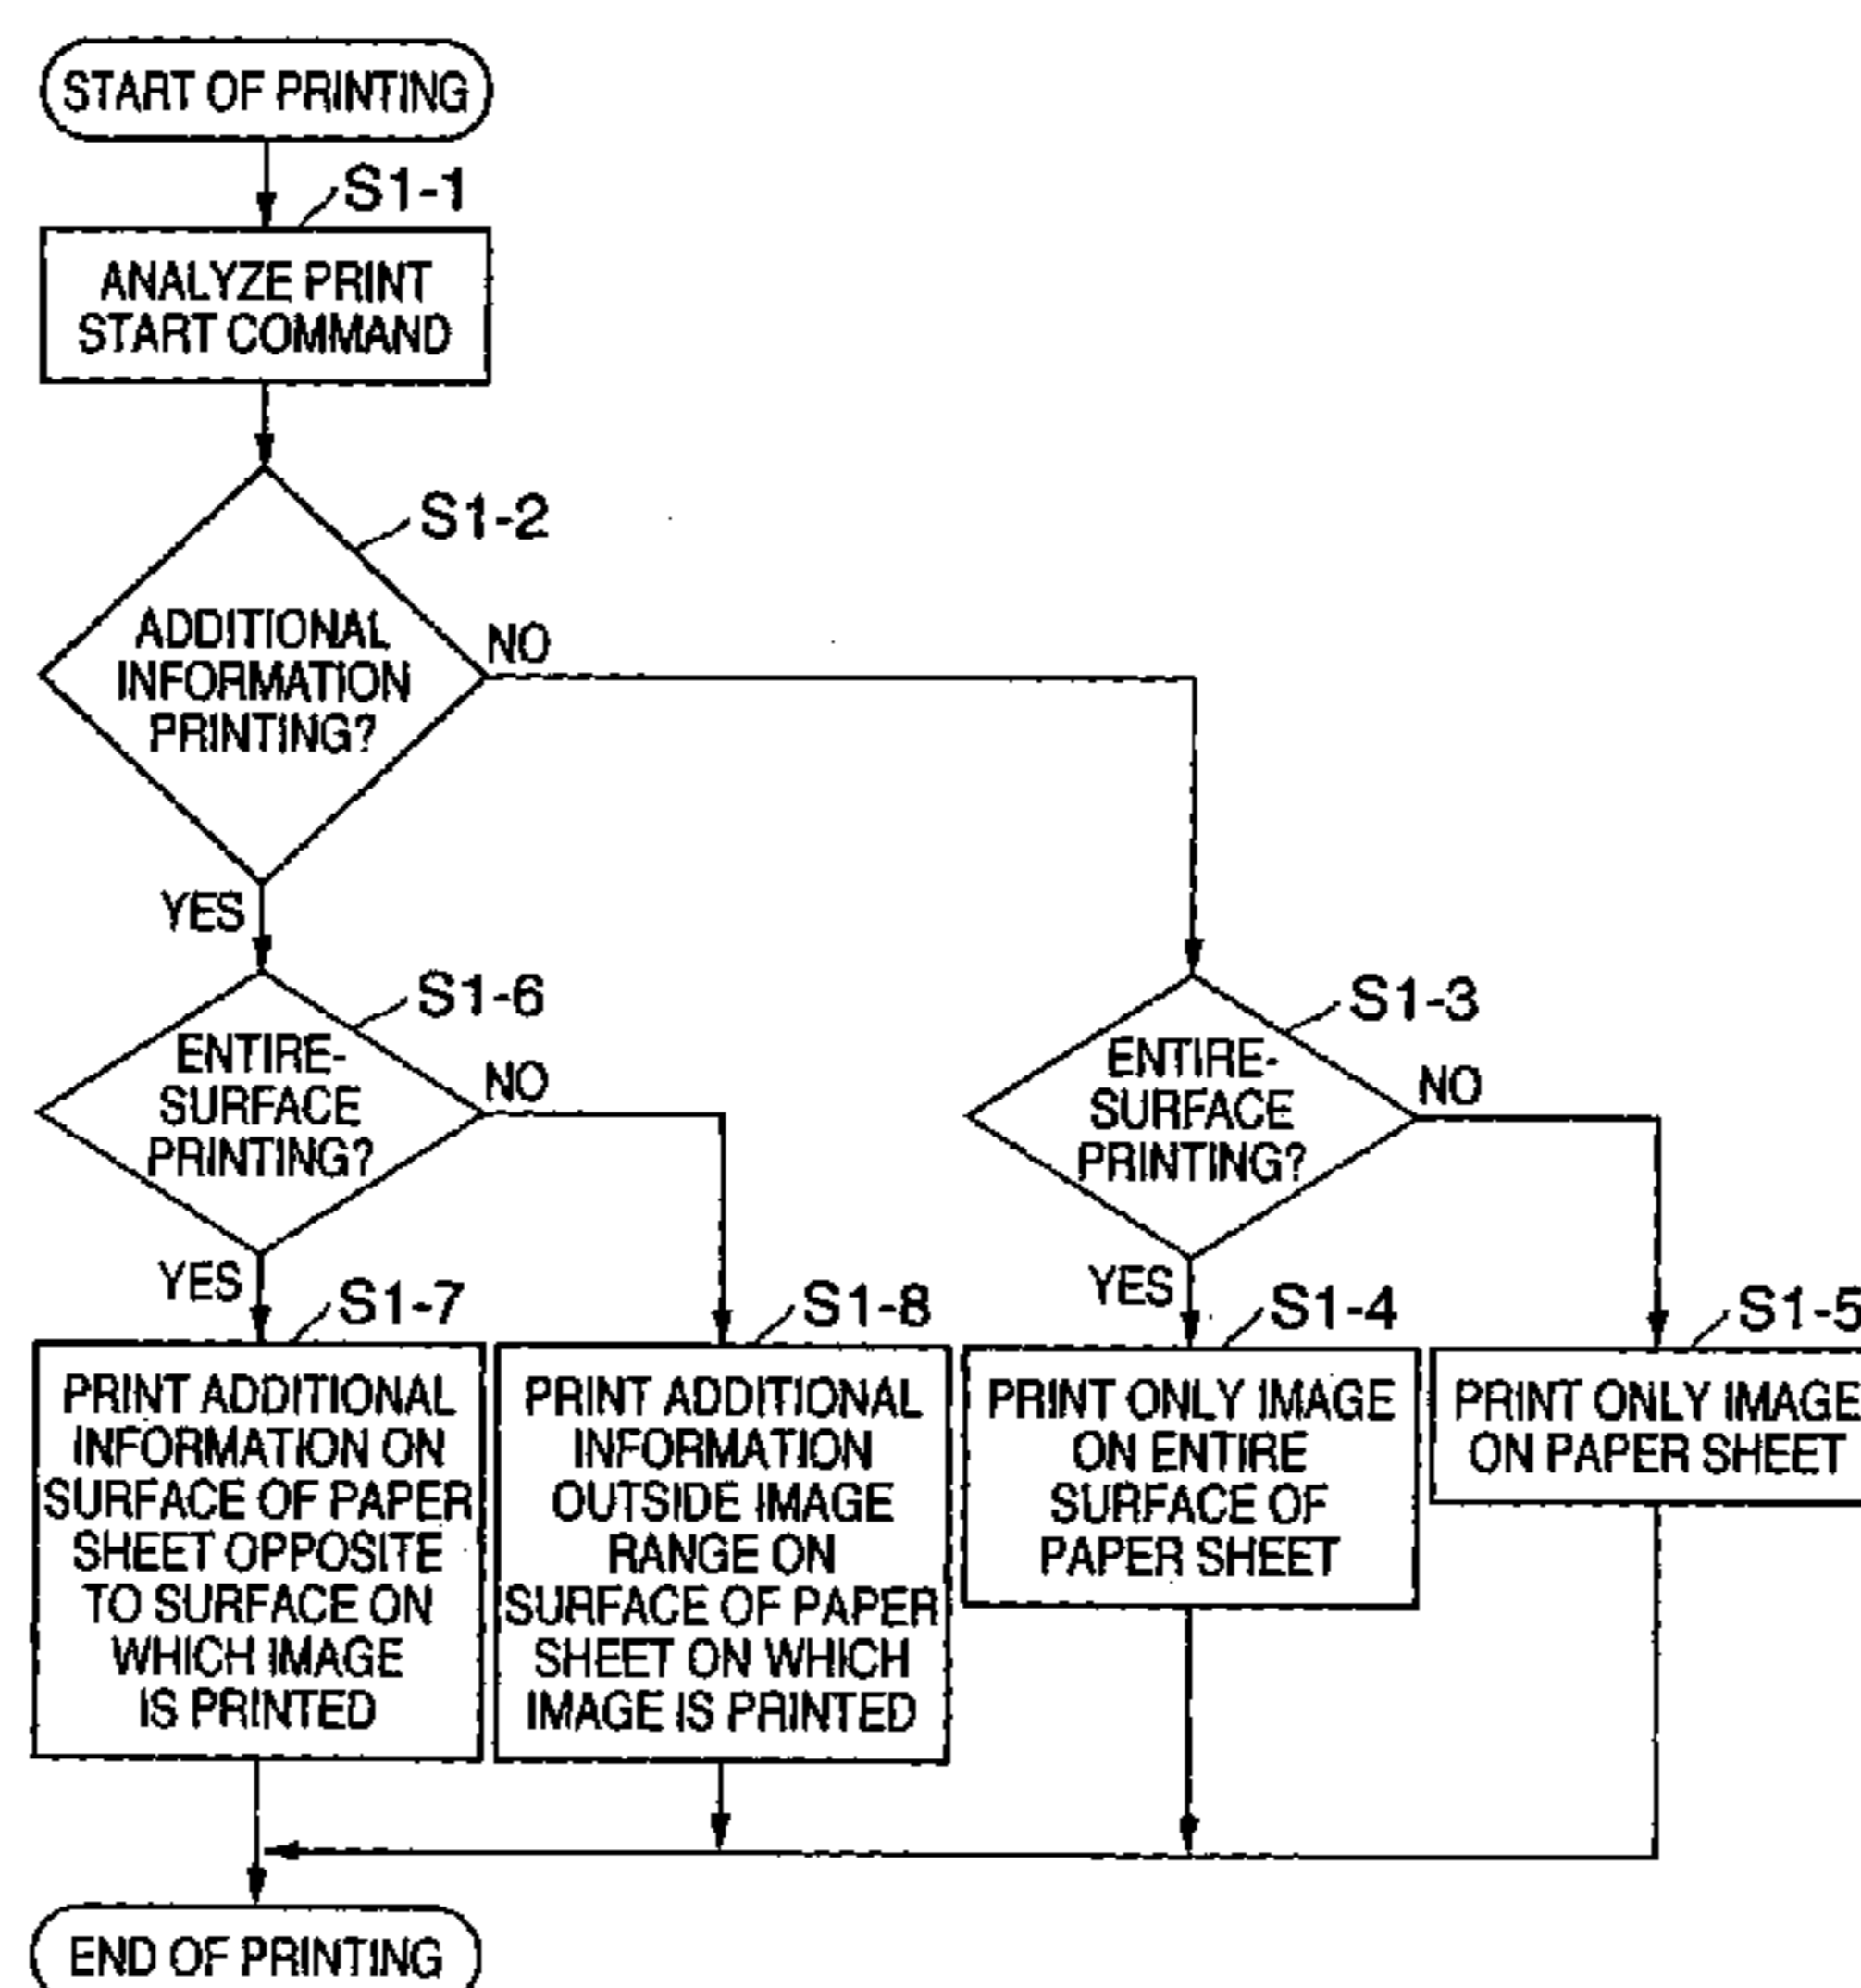 START OF PRINTING
S1-1
ANALYZE PRINT
START COMMAND
S1-2
ADDITIONAL
INFORMATION
PRINTING?
NO
YES
S1-6
ENTIRE-
SURFACE
PRINTING?
NO
YES
S1-3
ENTIRE-
SURFACE
PRINTING?
NO
YES
S1-7
PRINT ADDITIONAL
INFORMATION ON
SURFACE OF PAPER
SHEET OPPOSITE
TO SURFACE ON
WHICH IMAGE
IS PRINTED
S1-8
PRINT ADDITIONAL
INFORMATION
OUTSIDE IMAGE
RANGE ON
SURFACE OF PAPER
SHEET ON WHICH
IMAGE IS PRINTED
S1-4
PRINT ONLY IMAGE
ON ENTIRE
SURFACE OF
PAPER SHEET
S1-5
PRINT ONLY IMAGE
ON PAPER SHEET
END OF PRINTING